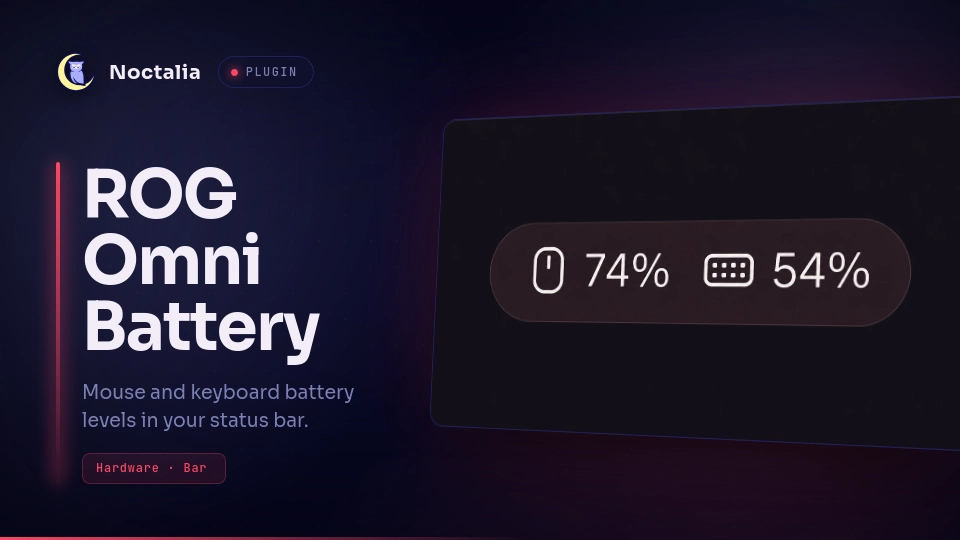 Noctalia
PLUGIN
ROG
Omni
Battery
Mouse and keyboard battery
levels in your status bar.
Hardware · Bar
74% 54%